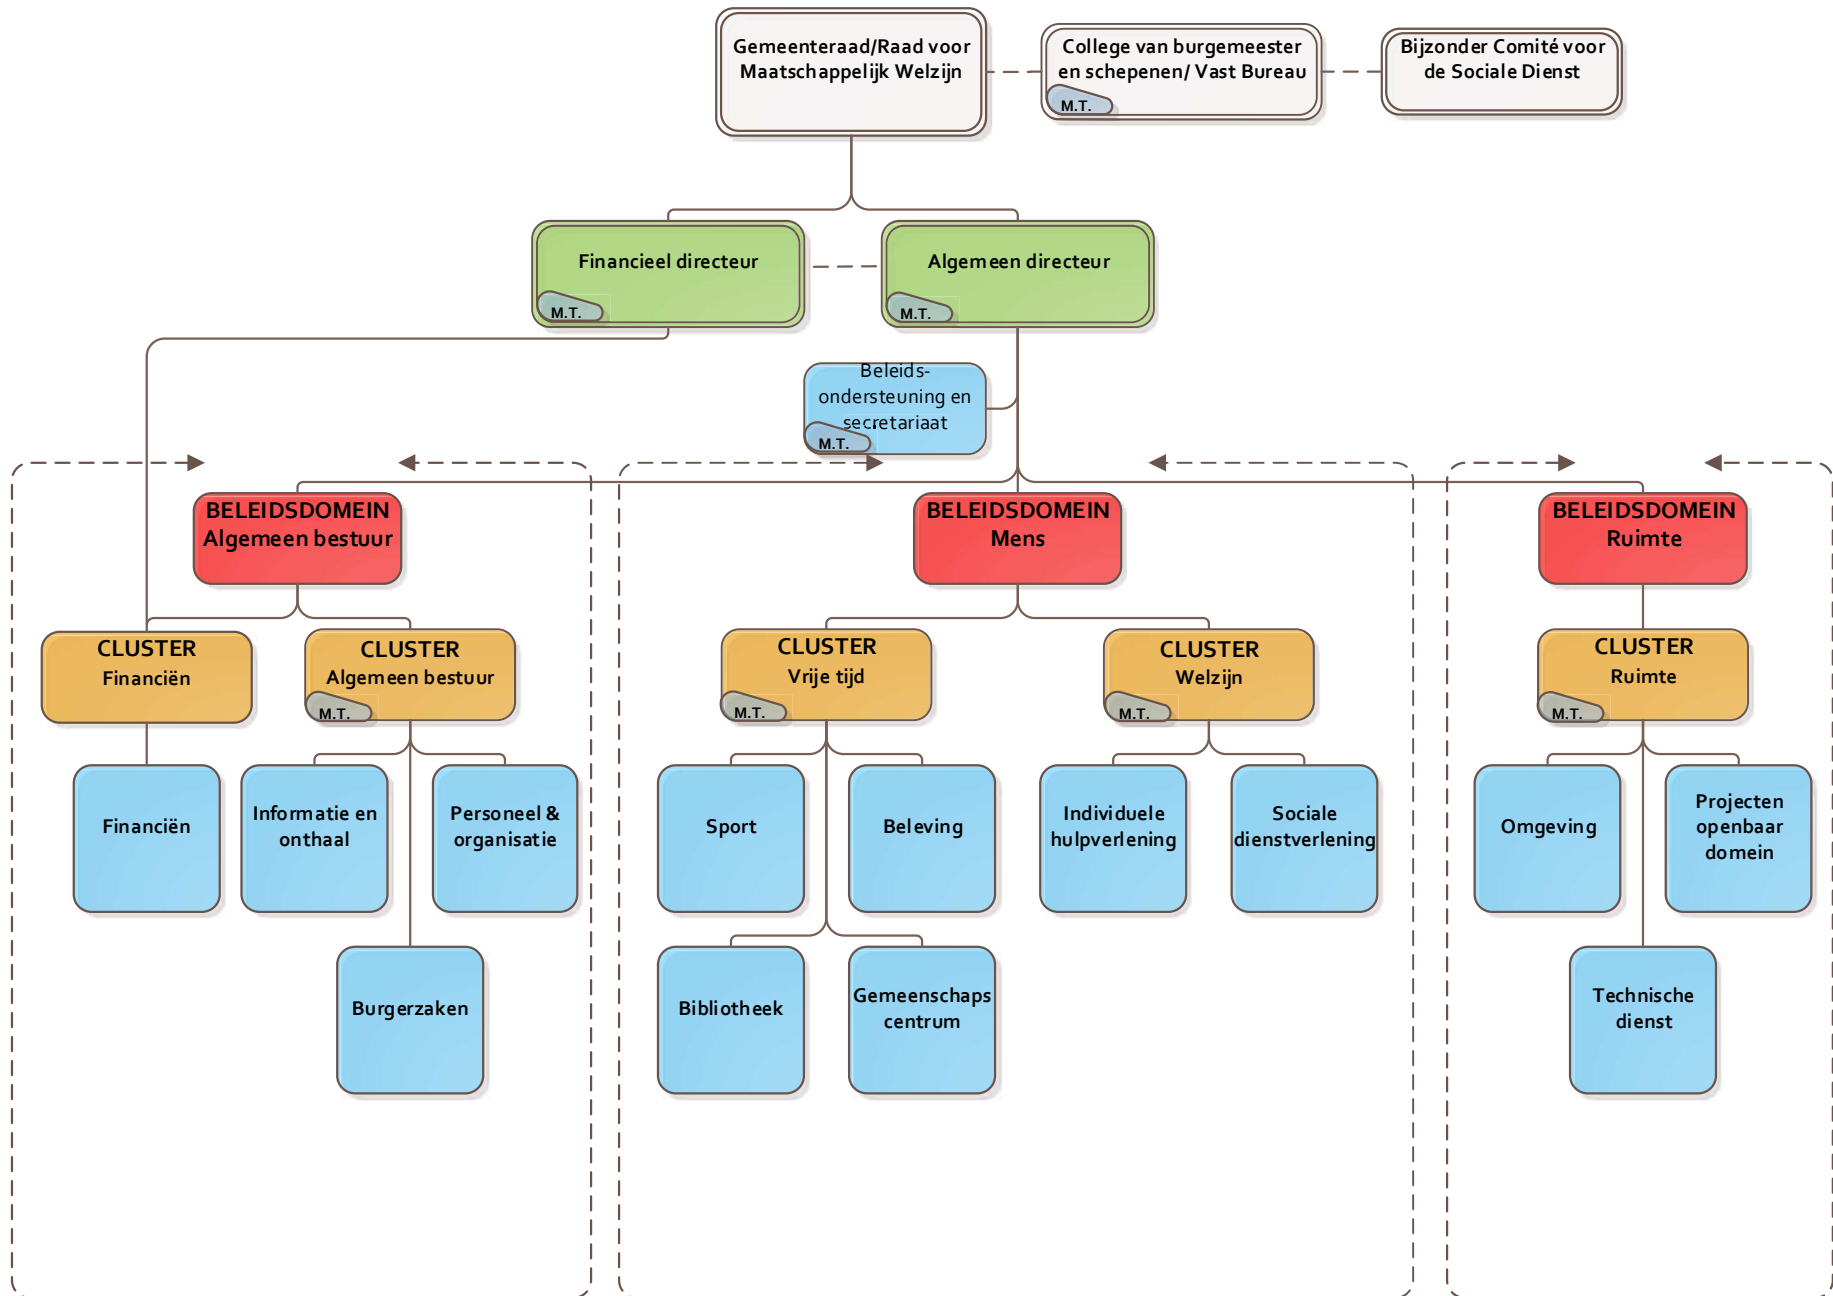 Gemeenteraad/Raad voor
Maatschappelijk Welzijn
College van burgemeester
en schepenen/ Vast Bureau
M.T.
Bijzonder Comité voor
de Sociale Dienst
Financieel directeur
M.T.
Algemeen directeur
M.T.
Beleids-
ondersteuning en
secretariaat
M.T.
BELEIDSDOMEIN
Algemeen bestuur
BELEIDSDOMEIN
Mens
BELEIDSDOMEIN
Ruimte
CLUSTER
Financiën
CLUSTER
Algemeen bestuur
M.T.
CLUSTER
Vrije tijd
M.T.
CLUSTER
Welzijn
M.T.
CLUSTER
Ruimte
M.T.
Financiën
Informatie en
onthaal
Personeel &
organisatie
Sport
Beleving
Individuele
hulpverlening
Sociale
dienstverlening
Omgeving
Projecten
openbaar
domein
Burgerzaken
Bibliotheek
Gemeenschaps
centrum
Technische
dienst